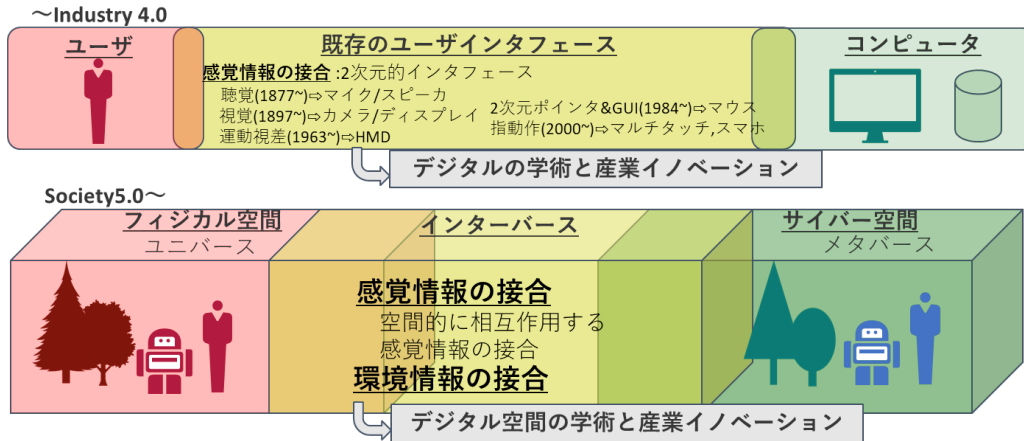 ～Industry 4.0
ユーザ
既存のユーザインタフェース
コンピュータ
感覚情報の接合 :2次元的インタフェース
聴覚(1877~)⇨マイク/スピーカ
視覚(1897~)⇨カメラ/ディスプレイ
運動視差(1963~)⇨HMD
2次元ポインタ&GUI(1984~)⇨マウス
指動作(2000~)⇨マルチタッチ,スマホ
デジタルの学術と産業イノベーション
Society5.0～
フィジカル空間
ユニバース
インターバース
サイバー空間
メタバース
感覚情報の接合
空間的に相互作用する
感覚情報の接合
環境情報の接合
デジタル空間の学術と産業イノベーション